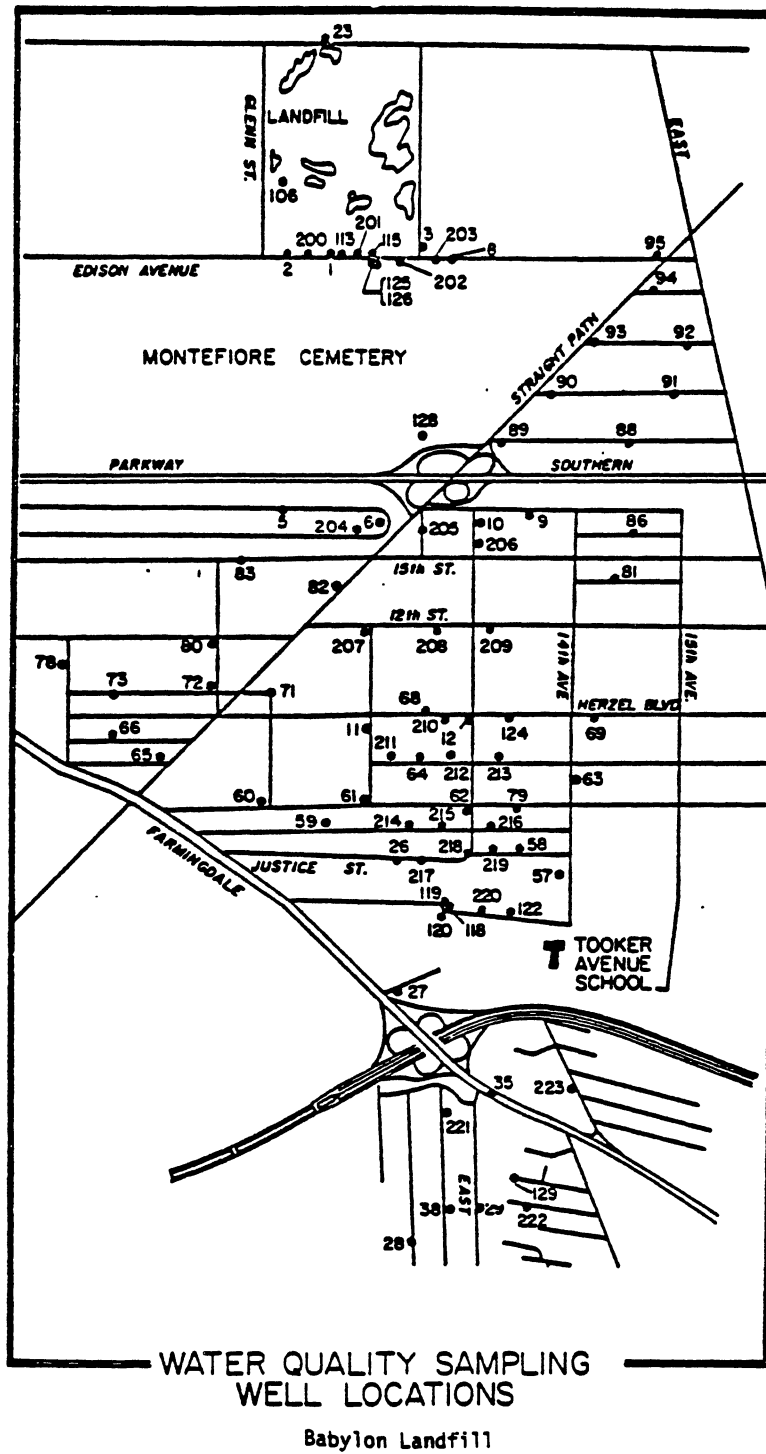 23
GLENN ST.
LANDFILL
EAST
106
201
200 113 115 3 203 8
95
EDISON AVENUE
2 1 125 202
126
94
MONTEFIORE CEMETERY
STRAIGHT PATH
93 92
90 91
128
89 88
PARKWAY SOUTHERN
5 204 6 205 10 9 86
206
83 15th ST.
82 81
12th ST.
80 207 208 209
14th AVE
15th AVE.
78
73 72 71
68 HERZEL BLVD
66 11 210 12 124 69
65 211 64 212 213
63
60 61 62 79
59 214 215 216
218 58
26 219
JUSTICE ST. 217
57
FARMINGDALE
119 220 122
120 118
TOOKER
AVENUE
SCHOOL
27
35 223
221
EAST
129
38 29 222
28
WATER QUALITY SAMPLING
WELL LOCATIONS
Babylon Landfill